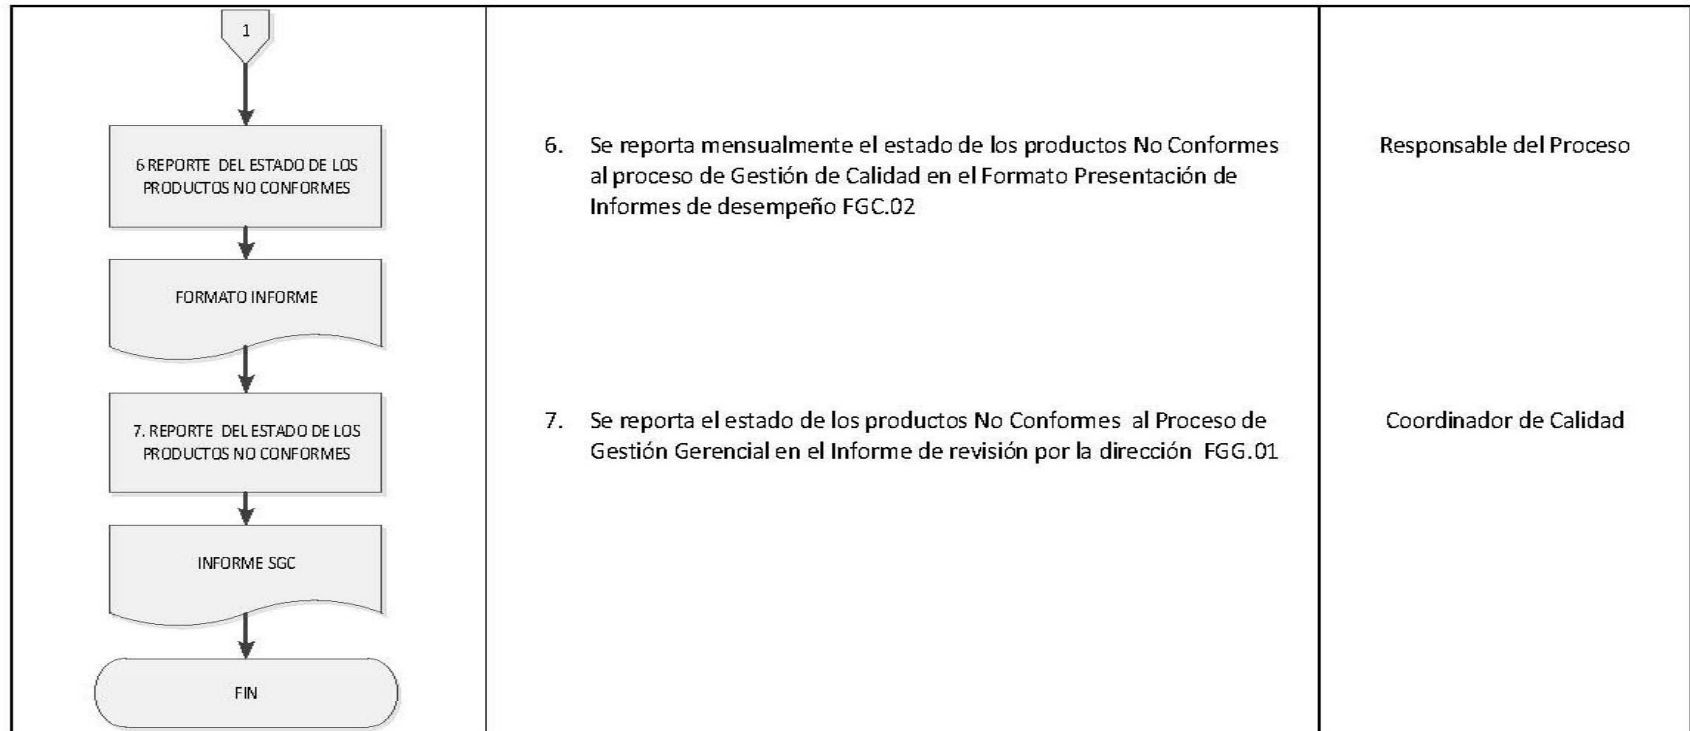 1
6 REPORTE DEL ESTADO DE LOS
PRODUCTOS NO CONFORMES
6. Se reporta mensualmente el estado de los productos No Conformes
al proceso de Gestión de Calidad en el Formato Presentación de
Informes de desempeño FGC.02
Responsable del Proceso
FORMATO INFORME
7. REPORTE DEL ESTADO DE LOS
PRODUCTOS NO CONFORMES
7. Se reporta el estado de los productos No Conformes al Proceso de
Gestión Gerencial en el Informe de revisión por la dirección FGG.01
Coordinador de Calidad
INFORME SGC
FIN